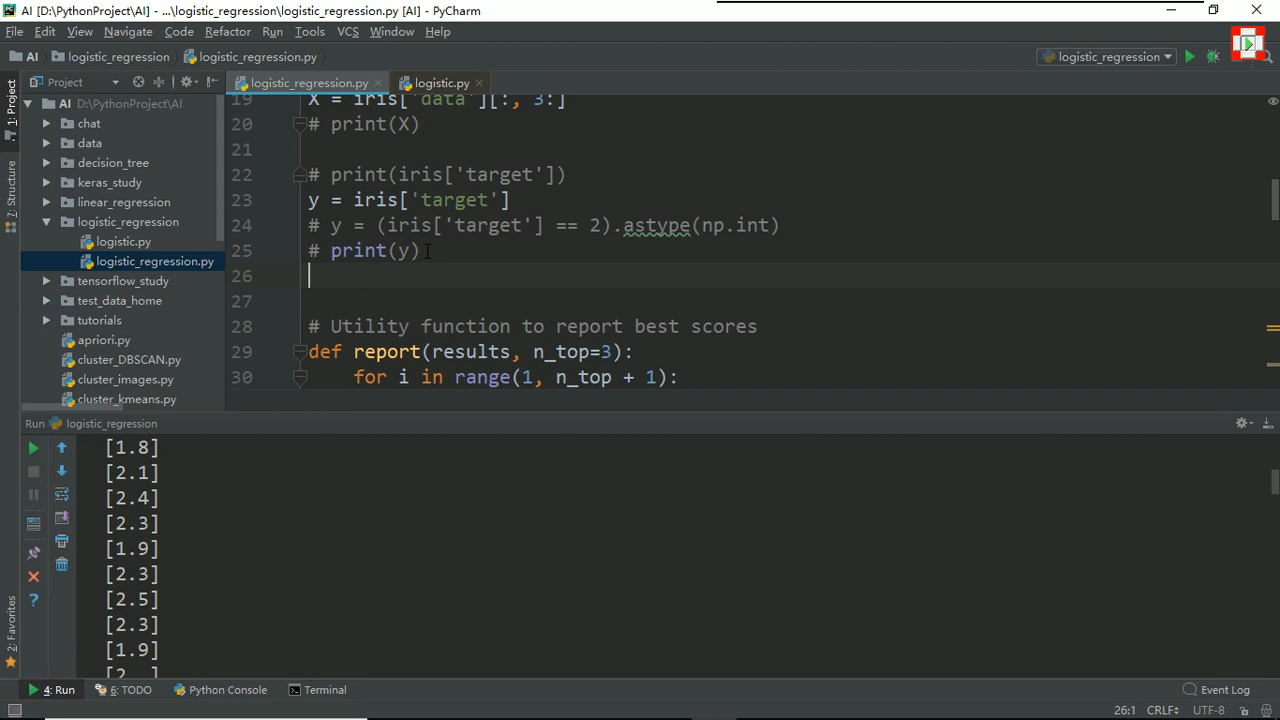 AI [D:\PythonProject\AI] - ...\logistic_regression\logistic_regression.py [AI] - PyCharm
File Edit View Navigate Code Refactor Run Tools VCS Window Help
AI logistic_regression logistic_regression.py logistic_regression
Project logistic_regression.py logistic.py
1: Project
7: Structure
2: Favorites
AI D:\PythonProject\AI
chat
data
decision_tree
keras_study
linear_regression
logistic_regression
logistic.py
logistic_regression.py
tensorflow_study
test_data_home
tutorials
apriori.py
cluster_DBSCAN.py
cluster_images.py
cluster_kmeans.py
19 X = iris['data'][:, 3:]
20 # print(X)
21
22 # print(iris['target'])
23 y = iris['target']
24 # y = (iris['target'] == 2).astype(np.int)
25 # print(y)
26
27
28 # Utility function to report best scores
29 def report(results, n_top=3):
30 for i in range(1, n_top + 1):
Run logistic_regression
[1.8]
[2.1]
[2.4]
[2.3]
[1.9]
[2.3]
[2.5]
[2.3]
[1.9]
4: Run 6: TODO Python Console Terminal Event Log
26:1 CRLF UTF-8